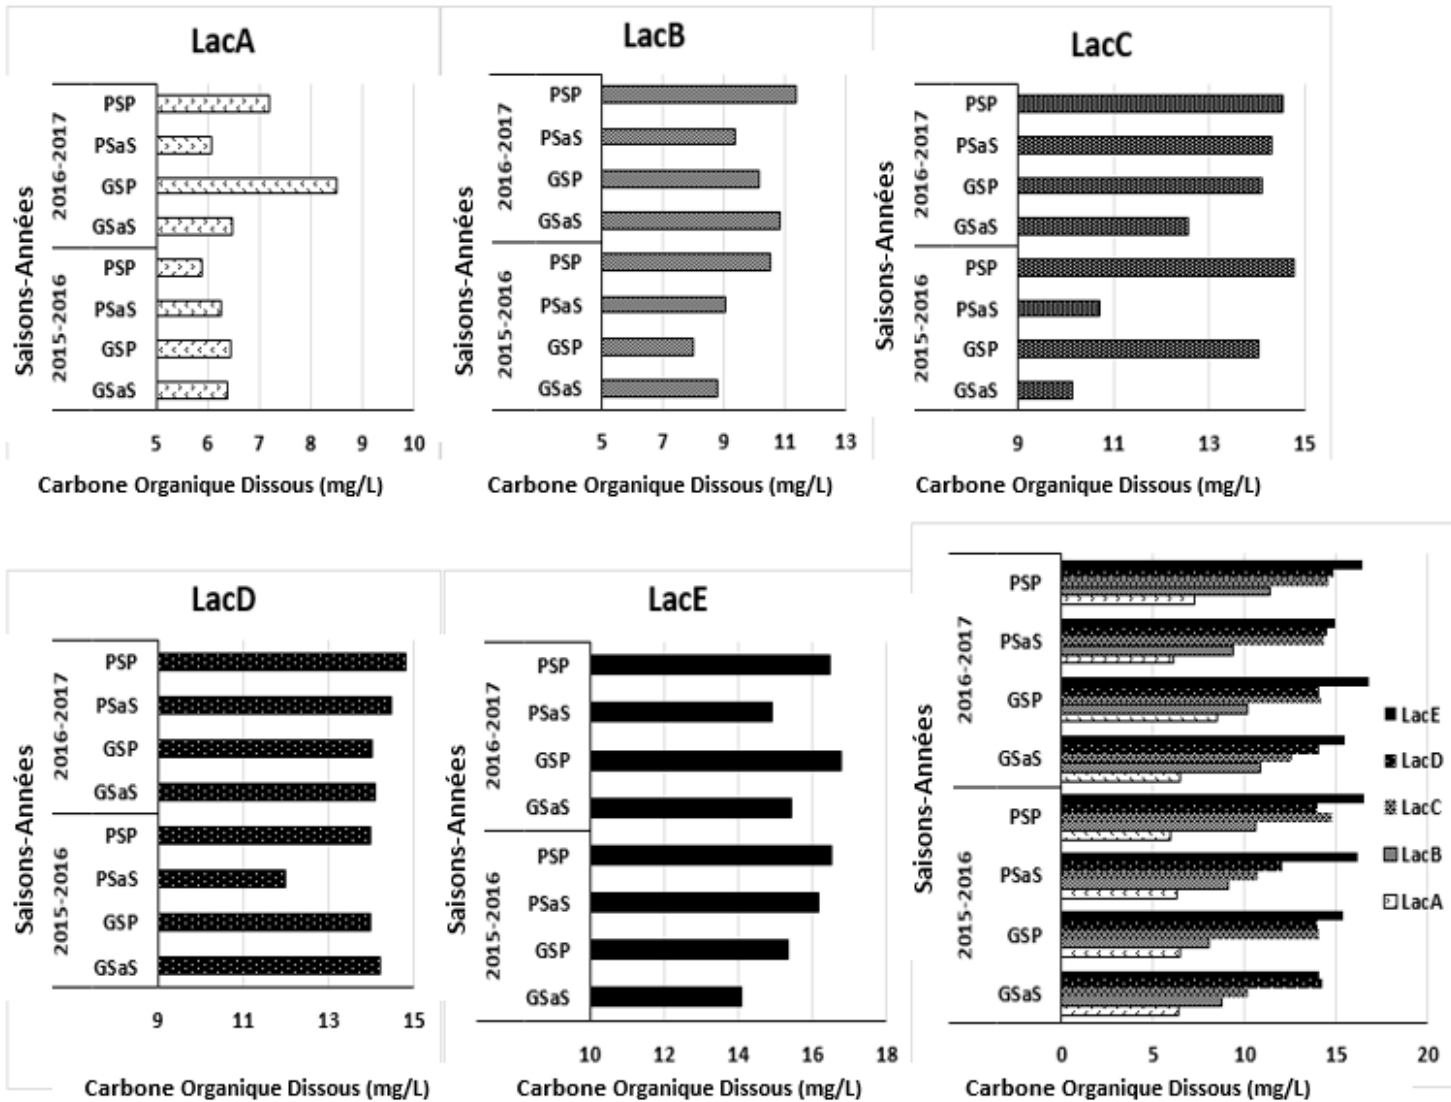 LacA
Saisons-Années
2016-2017
2015-2016
PSP
PSaS
GSP
GSaS
PSP
PSaS
GSP
GSaS
5 6 7 8 9 10
Carbone Organique Dissous (mg/L)
LacB
Saisons-Années
2016-2017
2015-2016
PSP
PSaS
GSP
GSaS
PSP
PSaS
GSP
GSaS
5 7 9 11 13
Carbone Organique Dissous (mg/L)
LacC
Saisons-Années
2016-2017
2015-2016
PSP
PSaS
GSP
GSaS
PSP
PSaS
GSP
GSaS
9 11 13 15
Carbone Organique Dissous (mg/L)
LacD
Saisons-Années
2016-2017
2015-2016
PSP
PSaS
GSP
GSaS
PSP
PSaS
GSP
GSaS
9 11 13 15
Carbone Organique Dissous (mg/L)
LacE
Saisons-Années
2016-2017
2015-2016
PSP
PSaS
GSP
GSaS
PSP
PSaS
GSP
GSaS
10 12 14 16 18
Carbone Organique Dissous (mg/L)
Saisons-Années
2016-2017
2015-2016
PSP
PSaS
GSP
GSaS
PSP
PSaS
GSP
GSaS
0 5 10 15 20
Carbone Organique Dissous (mg/L)
LacE
LacD
LacC
LacB
LacA